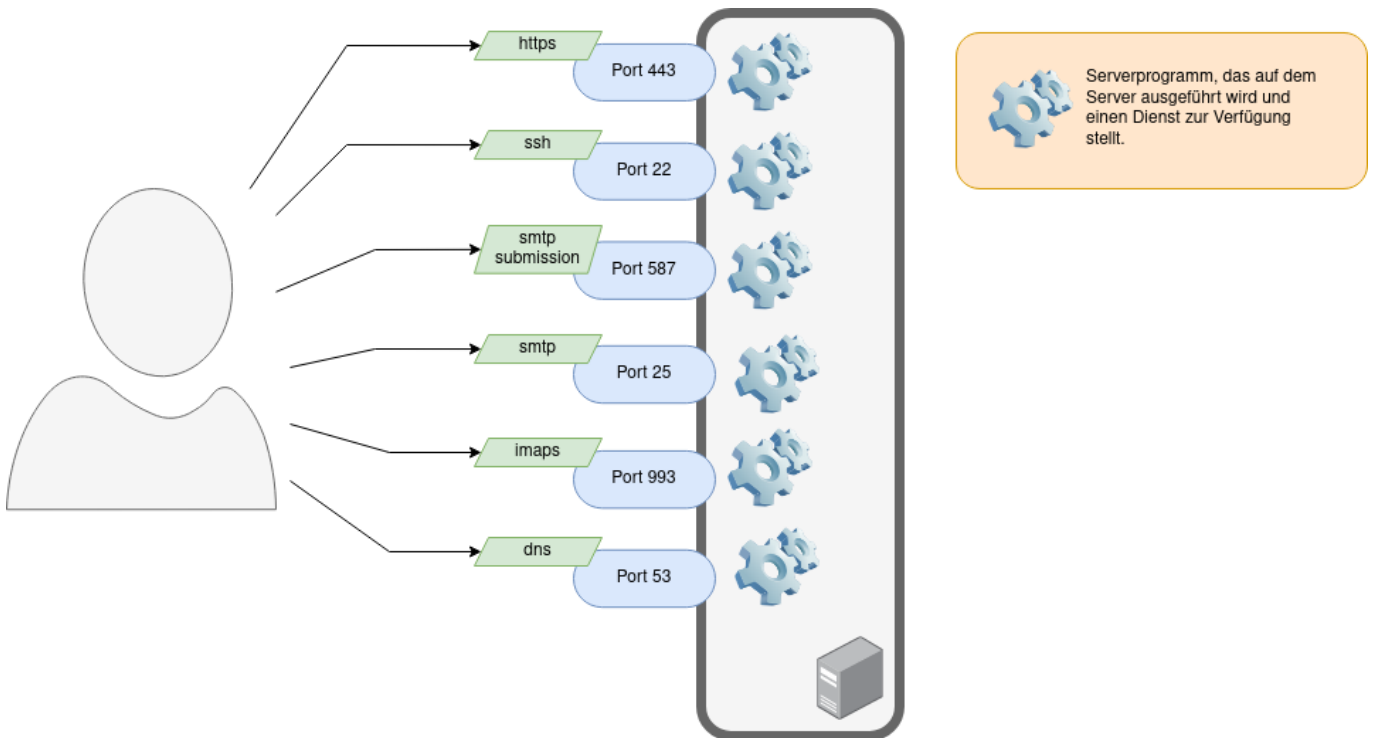 https
Port 443
ssh
Port 22
smtp
submission
Port 587
smtp
Port 25
imaps
Port 993
dns
Port 53
Serverprogramm, das auf dem
Server ausgeführt wird und
einen Dienst zur Verfügung
stellt.